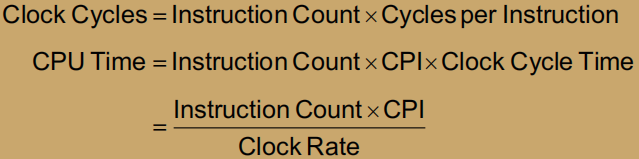 Clock Cycles = Instruction Count × Cycles per Instruction
CPU Time = Instruction Count × CPI × Clock Cycle Time
= Instruction Count × CPI
Clock Rate